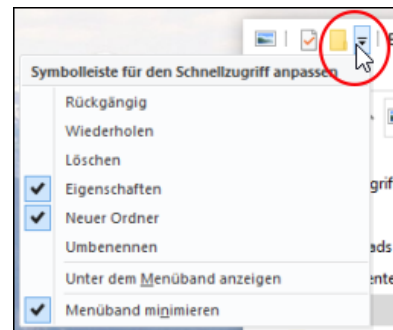 Symbolleiste für den Schnellzugriff anpassen
Rückgängig
Wiederholen
Löschen
Eigenschaften
Neuer Ordner
Umbenennen
Unter dem Menüband anzeigen
Menüband minimieren